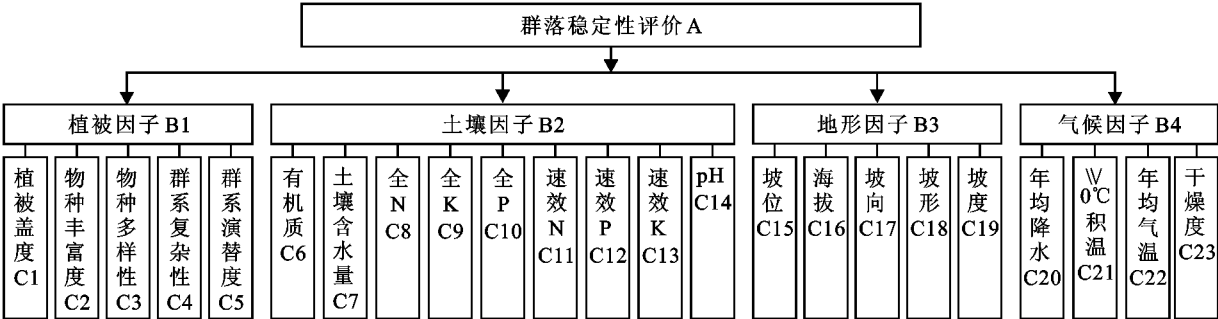 群落稳定性评价A
植被因子B1
土壤因子B2
地形因子B3
气候因子B4
植被盖度C1
物种丰富度C2
物种多样性C3
群系复杂性C4
群系演替度C5
有机质C6
土壤含水量C7
全N C8
全K C9
全P C10
速效N C11
速效P C12
速效K C13
pH C14
坡位C15
海拔C16
坡向C17
坡形C18
坡度C19
年均降水C20
≥0℃积温C21
年均气温C22
干燥度C23